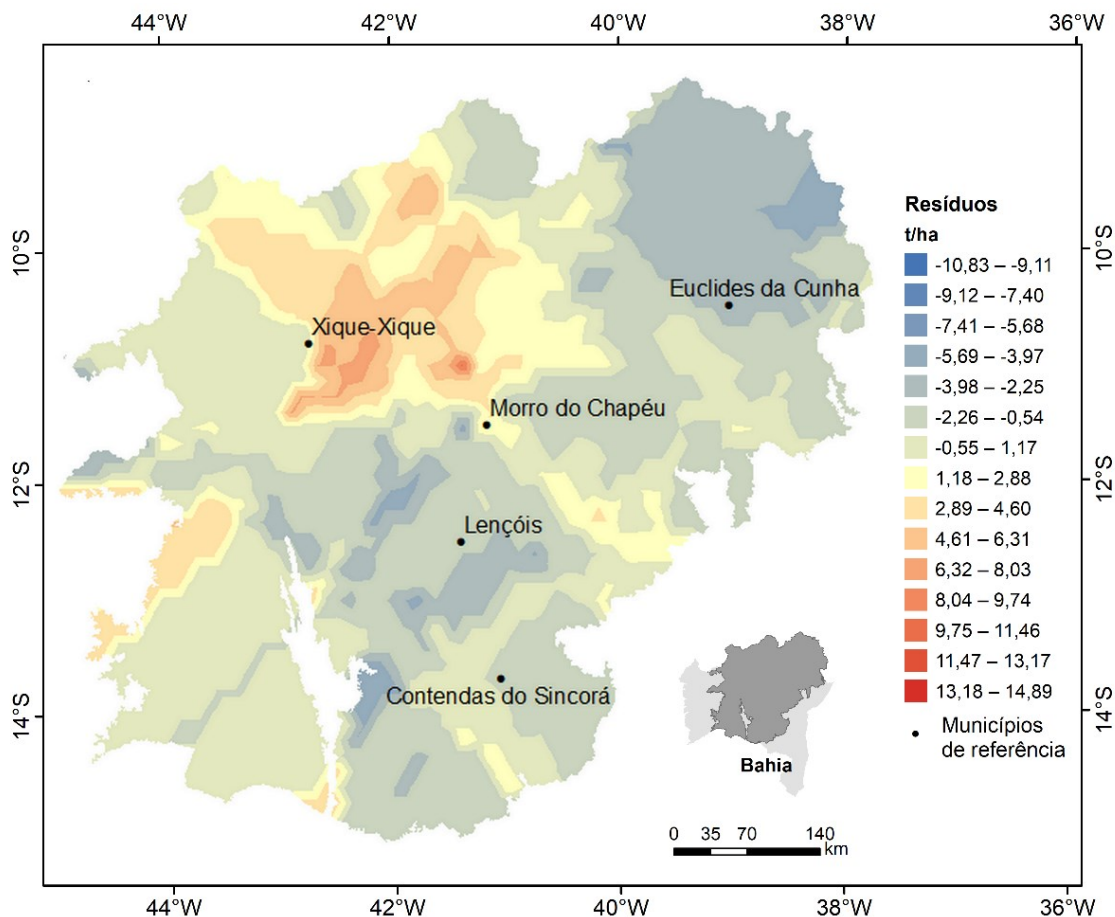 44°W 42°W 40°W 38°W 36°W
10°S
12°S
14°S
Xique-Xique
Euclides da Cunha
Morro do Chapéu
Lençóis
Contendas do Sincorá
10°S
12°S
14°S
Resíduos
t/ha
-10,83 – -9,11
-9,12 – -7,40
-7,41 – -5,68
-5,69 – -3,97
-3,98 – -2,25
-2,26 – -0,54
-0,55 – 1,17
1,18 – 2,88
2,89 – 4,60
4,61 – 6,31
6,32 – 8,03
8,04 – 9,74
9,75 – 11,46
11,47 – 13,17
13,18 – 14,89
Municípios
de referência
Bahia
0 35 70 140
km
44°W 42°W 40°W 38°W 36°W